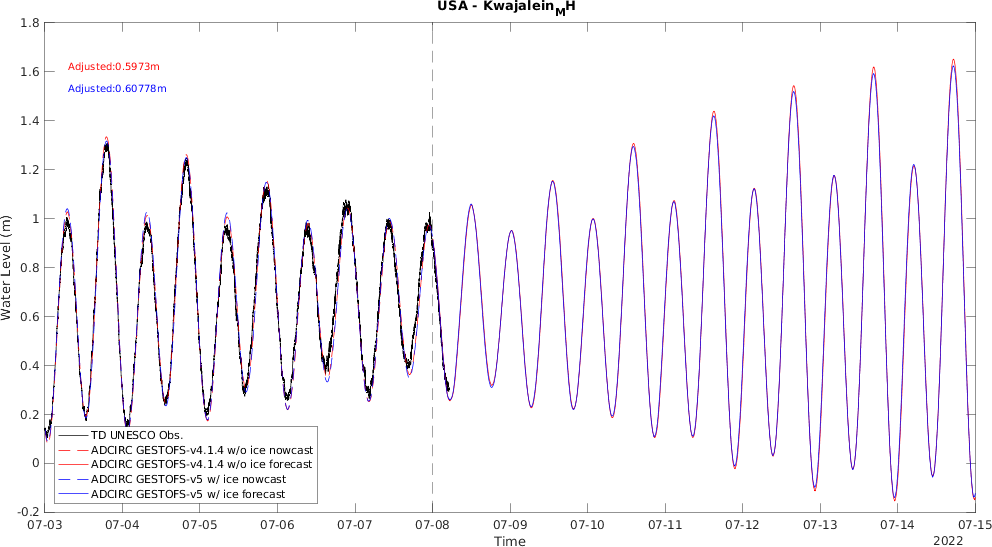 USA - Kwajalein_MH
Adjusted:0.5973m
Adjusted:0.60778m
Water Level (m)
1.8
1.6
1.4
1.2
1
0.8
0.6
0.4
0.2
0
-0.2
TD UNESCO Obs.
ADCIRC GESTOFS-v4.1.4 w/o ice nowcast
ADCIRC GESTOFS-v4.1.4 w/o ice forecast
ADCIRC GESTOFS-v5 w/ ice nowcast
ADCIRC GESTOFS-v5 w/ ice forecast
07-03 07-04 07-05 07-06 07-07 07-08 07-09 07-10 07-11 07-12 07-13 07-14 07-15
Time
2022